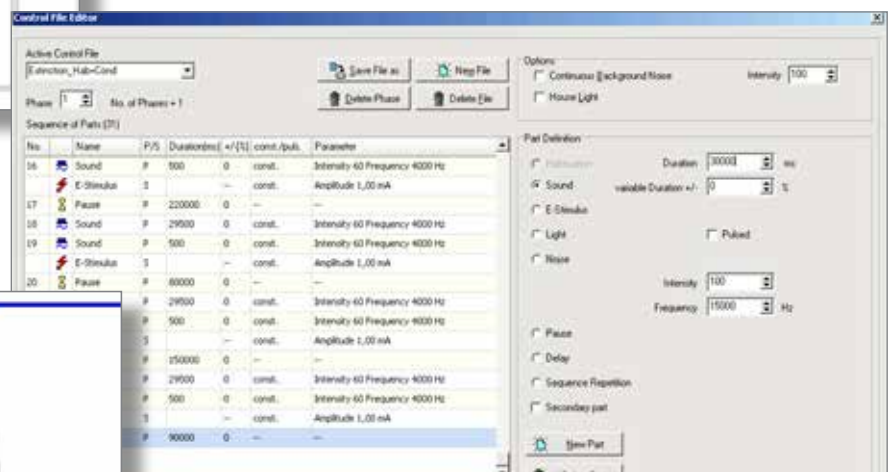 Control File Editor
Active Control File
Extinction_Hab+Cond
Save File as
New File
Phase 1 No. of Phases = 1
Delete Phase
Delete File
Sequence of Parts (31)
No. Name P/S Duration[ms] +/-[%] const./puls. Parameter
16 Sound P 500 0 const. Intensity 60 Frequency 4000 Hz
E-Stimulus S -- const. Amplitude 1,00 mA
17 Pause P 220000 0 -- --
18 Sound P 29500 0 const. Intensity 60 Frequency 4000 Hz
19 Sound P 500 0 const. Intensity 60 Frequency 4000 Hz
E-Stimulus S -- const. Amplitude 1,00 mA
20 Pause P 80000 0 -- --
P 29500 0 const. Intensity 60 Frequency 4000 Hz
P 500 0 const. Intensity 60 Frequency 4000 Hz
S -- const. Amplitude 1,00 mA
P 150000 0 -- --
P 29500 0 const. Intensity 60 Frequency 4000 Hz
P 500 0 const. Intensity 60 Frequency 4000 Hz
S -- const. Amplitude 1,00 mA
P 90000 0 -- --
Options
Continuous Background Noise Intensity 100
House Light
Part Definition
Duration 30000 ms
Sound variable Duration +/- 0 %
E-Stimulus
Light Pulsed
Noise
Intensity 100
Frequency 15000 Hz
Pause
Delay
Sequence Repetition
Secondary part
New Part